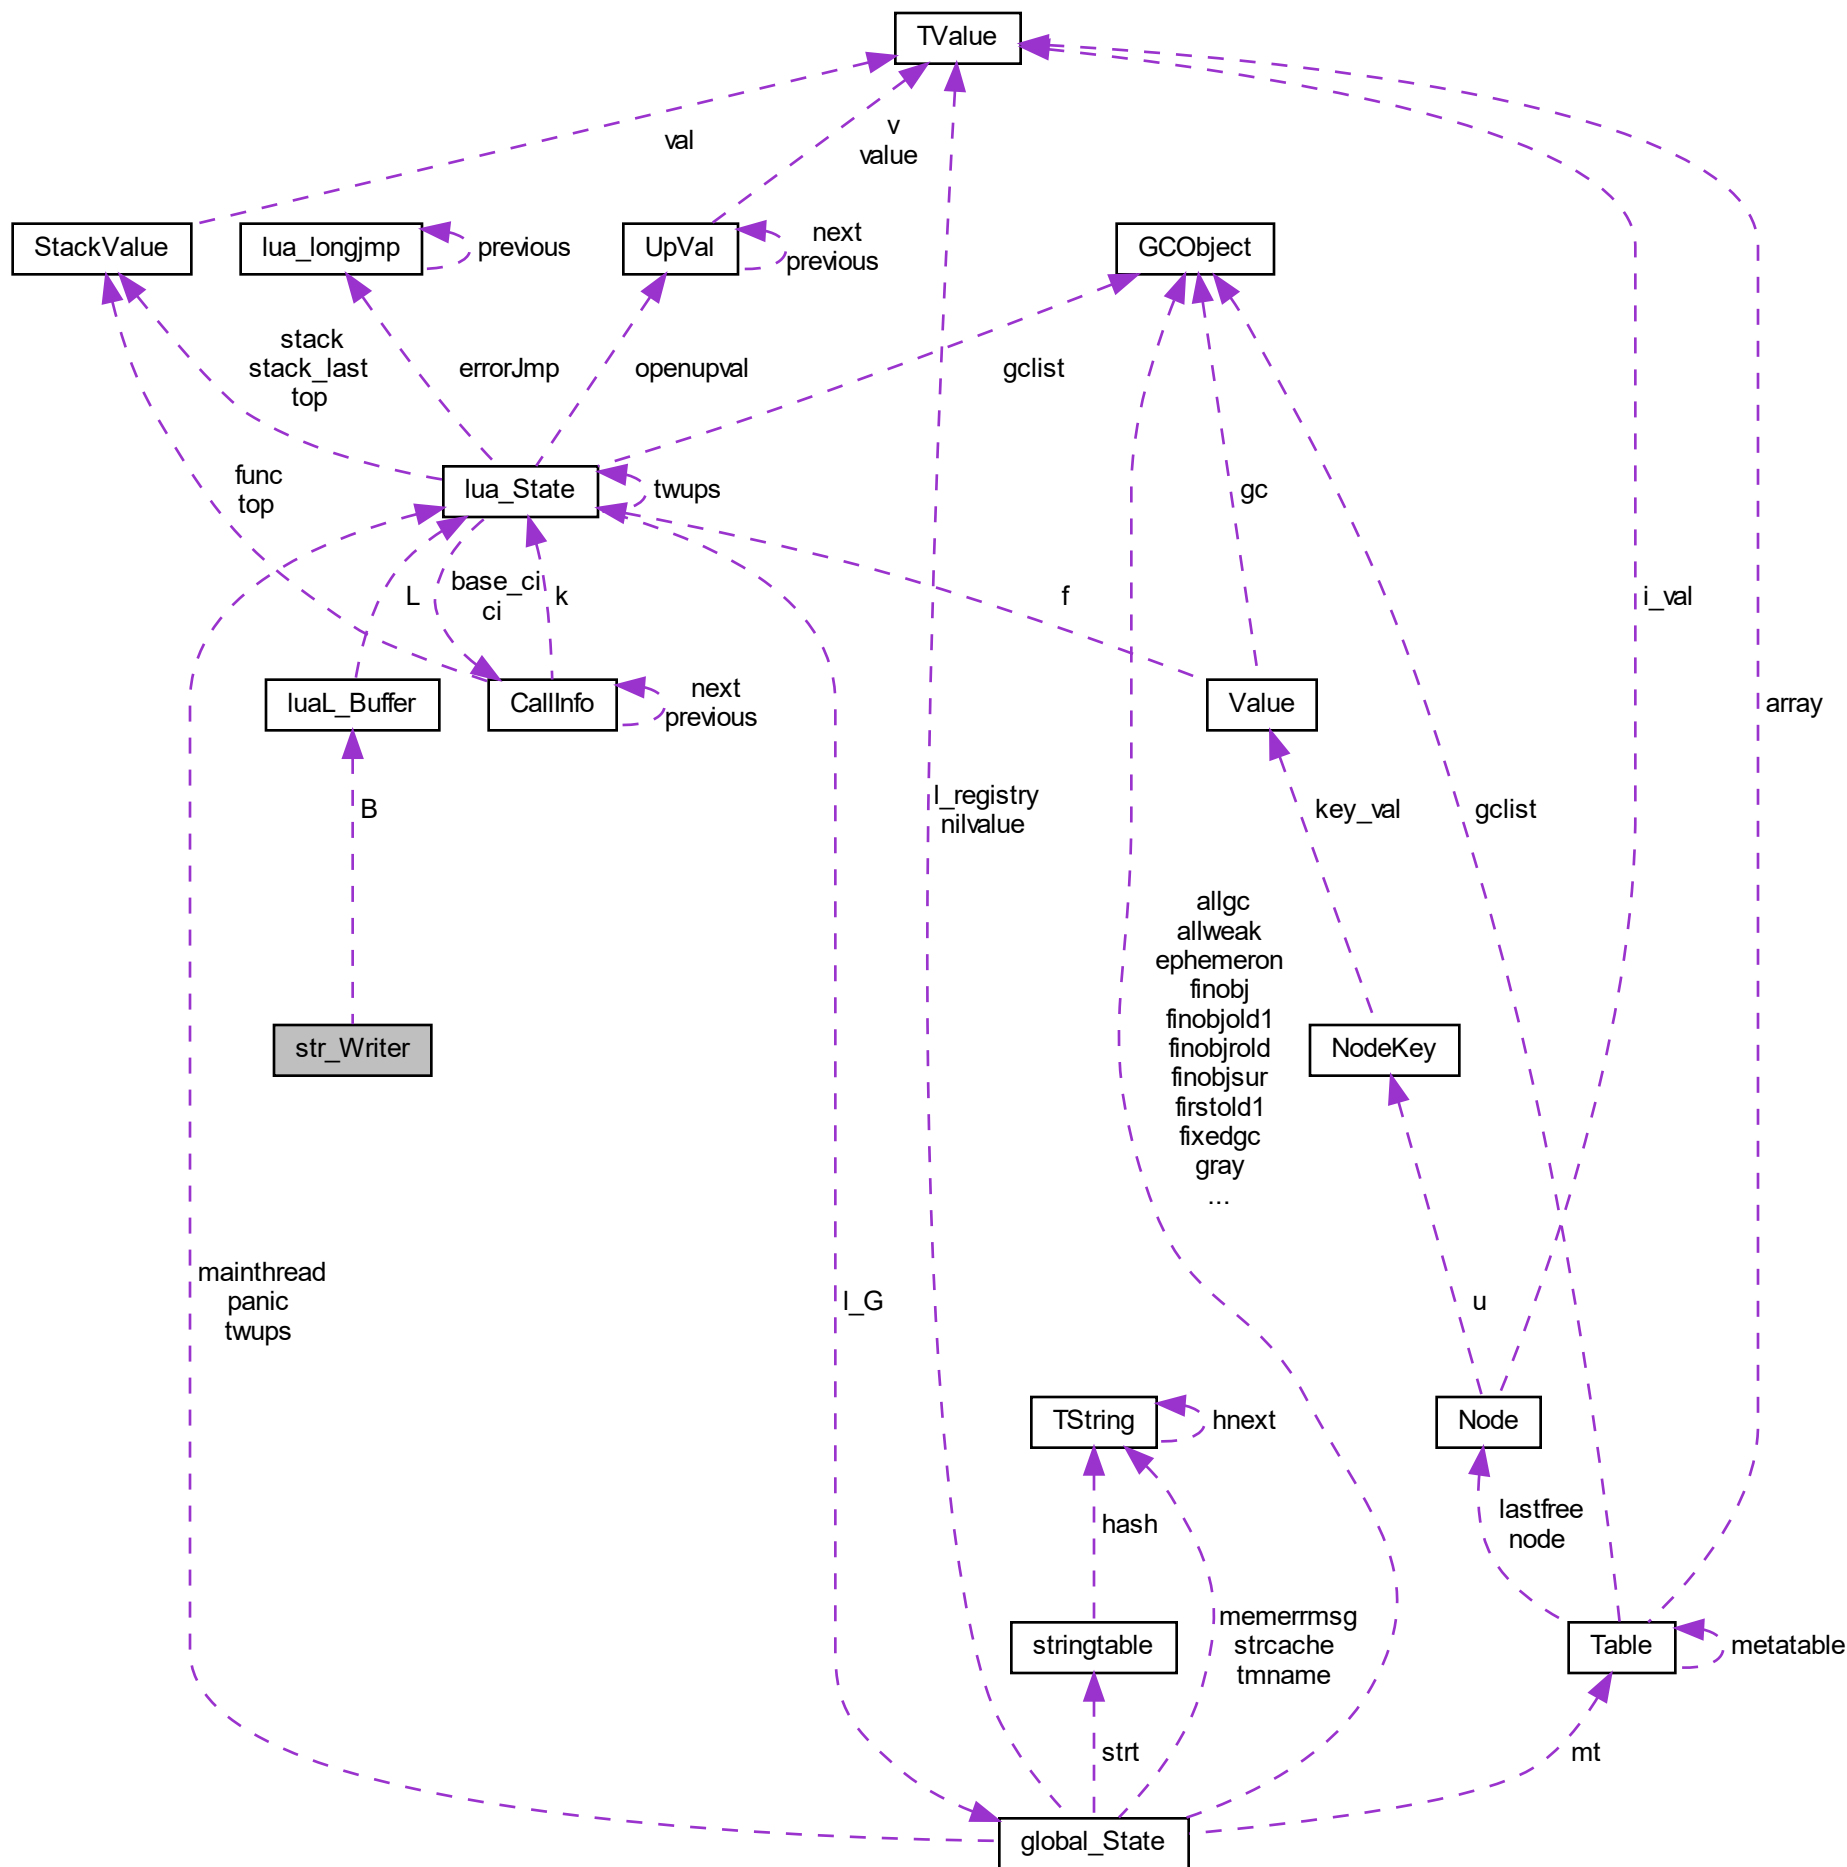 TValue
val
v
value
StackValue
lua_longjmp
previous
UpVal
next
previous
GCObject
stack
stack_last
top
errorJmp
openupval
gclist
func
top
lua_State
twups
gc
L
base_ci
ci
k
f
i_val
luaL_Buffer
CallInfo
next
previous
Value
array
B
l_registry
nilvalue
key_val
gclist
allgc
allweak
ephemeron
finobj
finobjold1
finobjrold
finobjsur
firstold1
fixedgc
gray
...
str_Writer
NodeKey
mainthread
panic
twups
l_G
u
TString
hnext
Node
hash
lastfree
node
memerrmsg
strcache
tmname
stringtable
Table
metatable
strt
mt
global_State